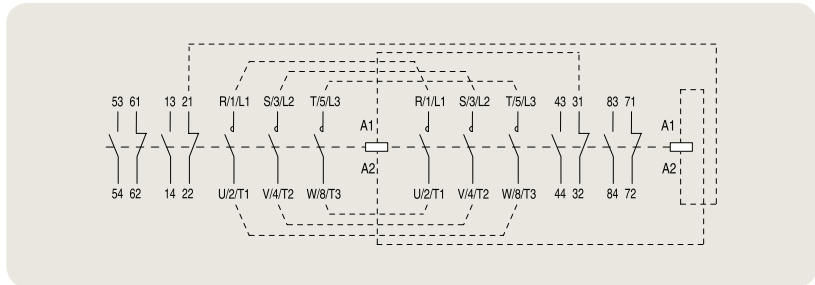 53 61 13 21 R/1/L1 S/3/L2 T/5/L3 R/1/L1 S/3/L2 T/5/L3 43 31 83 71
A1 A1
A2 A2
54 62 14 22 U/2/T1 V/4/T2 W/8/T3 U/2/T1 V/4/T2 W/8/T3 44 32 84 72